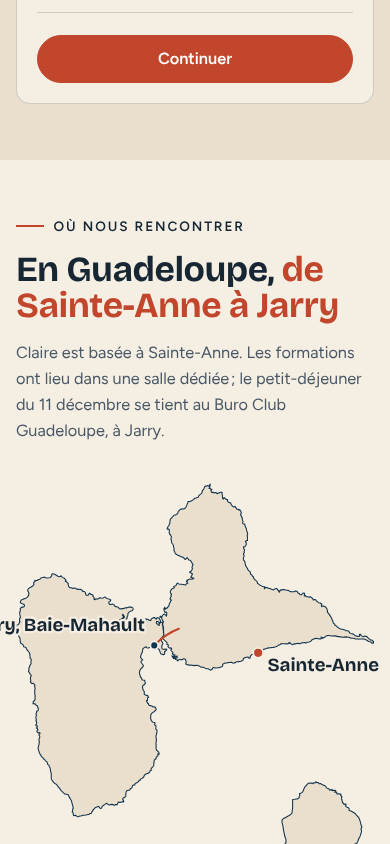 Continuer
OÙ NOUS RENCONTRER
En Guadeloupe, de
Sainte-Anne à Jarry
Claire est basée à Sainte-Anne. Les formations
ont lieu dans une salle dédiée ; le petit-déjeuner
du 11 décembre se tient au Buro Club
Guadeloupe, à Jarry.
ry, Baie-Mahault
Sainte-Anne